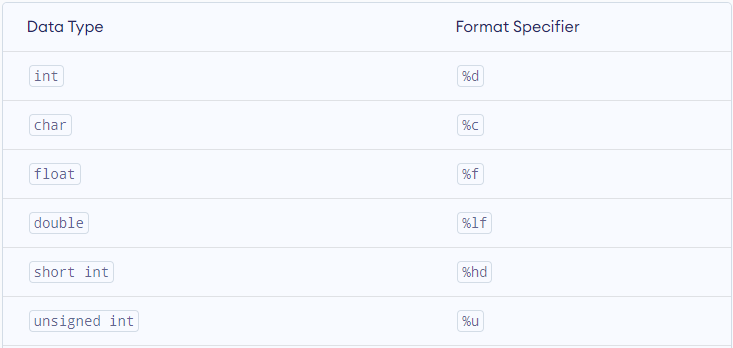 Data Type Format Specifier
int %d
char %c
float %f
double %lf
short int %hd
unsigned int %u